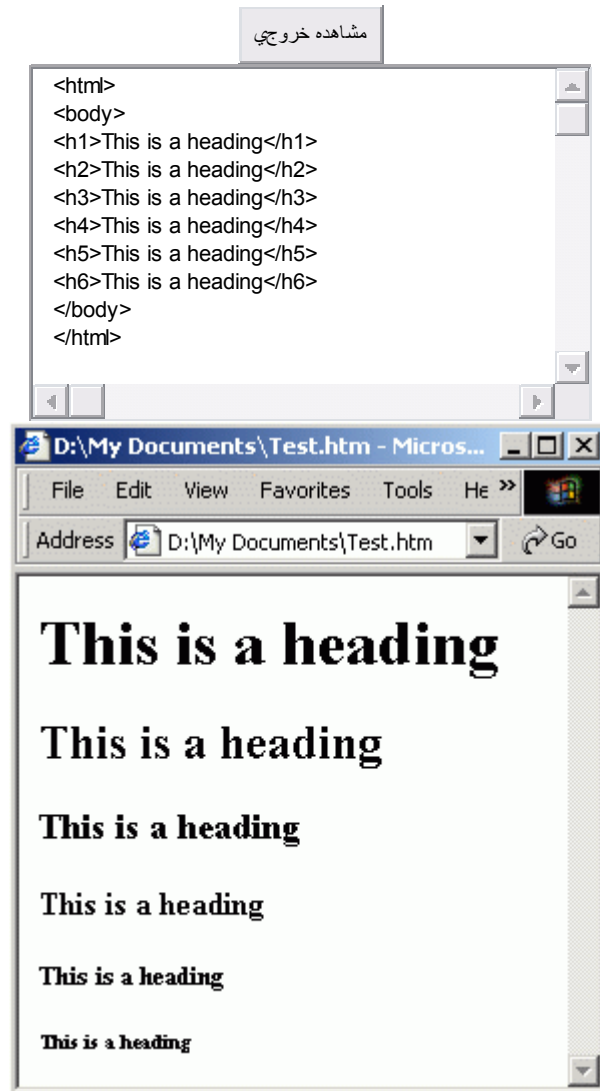 مشاهده خروجي
<html>
<body>
<h1>This is a heading</h1>
<h2>This is a heading</h2>
<h3>This is a heading</h3>
<h4>This is a heading</h4>
<h5>This is a heading</h5>
<h6>This is a heading</h6>
</body>
</html>
D:\My Documents\Test.htm - Micros...
File Edit View Favorites Tools He »
Address D:\My Documents\Test.htm Go
This is a heading
This is a heading
This is a heading
This is a heading
This is a heading
This is a heading